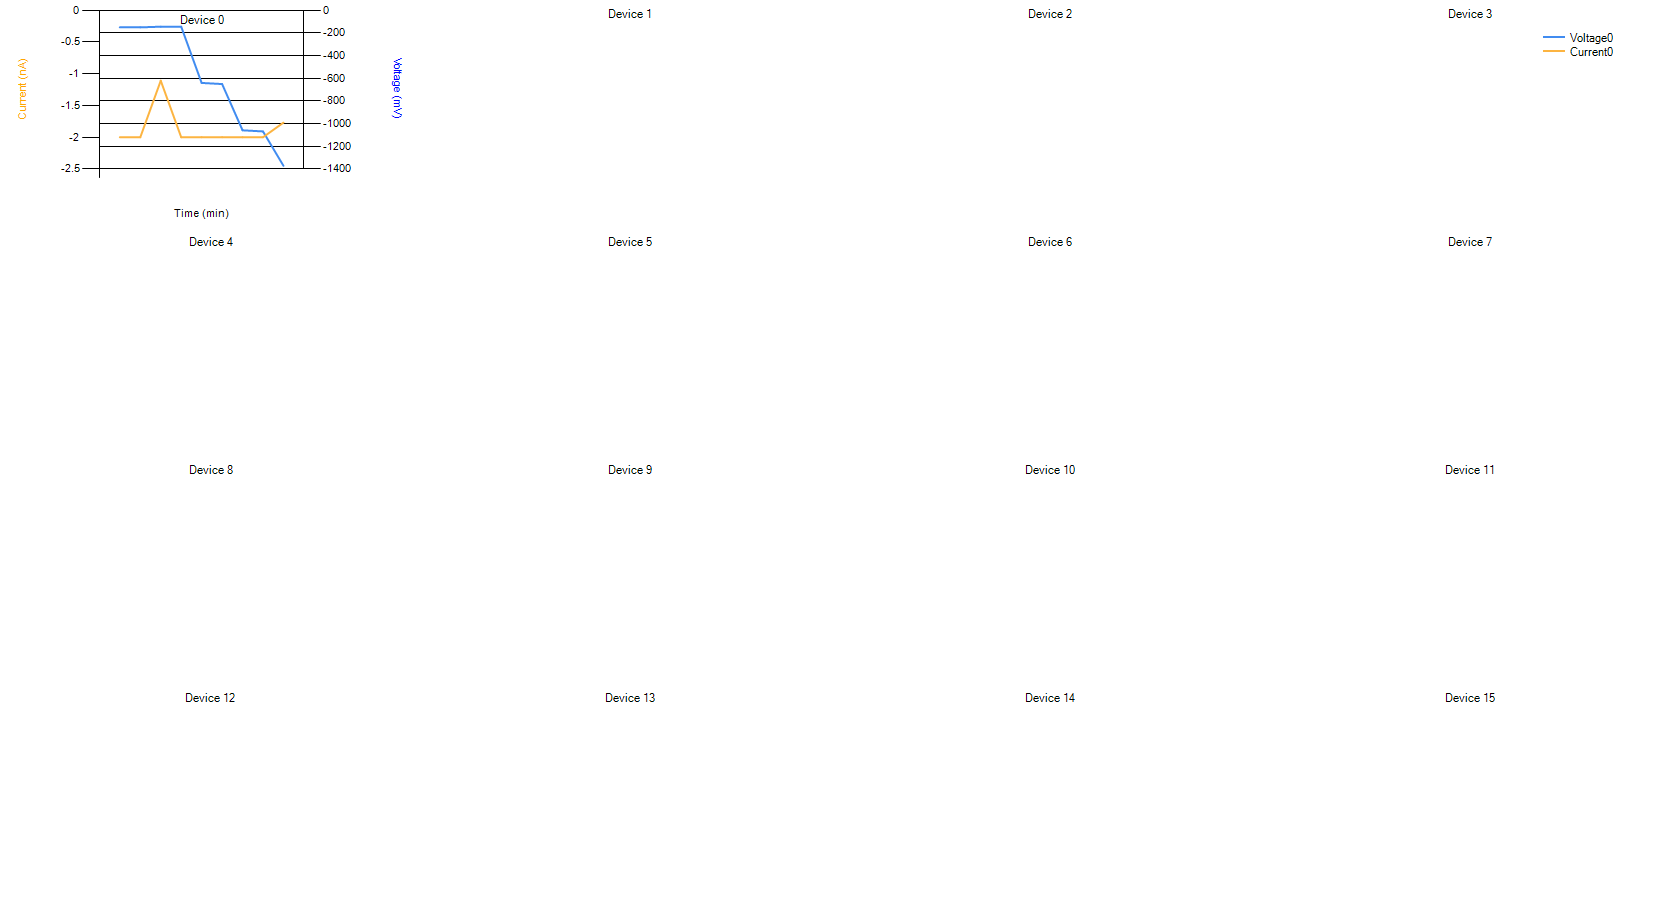 Device 0
0
-0.5
-1
-1.5
-2
-2.5
Current (nA)
0
-200
-400
-600
-800
-1000
-1200
-1400
Voltage (mV)
Time (min)
Device 1
Device 2
Device 3
Voltage0
Current0
Device 4
Device 5
Device 6
Device 7
Device 8
Device 9
Device 10
Device 11
Device 12
Device 13
Device 14
Device 15